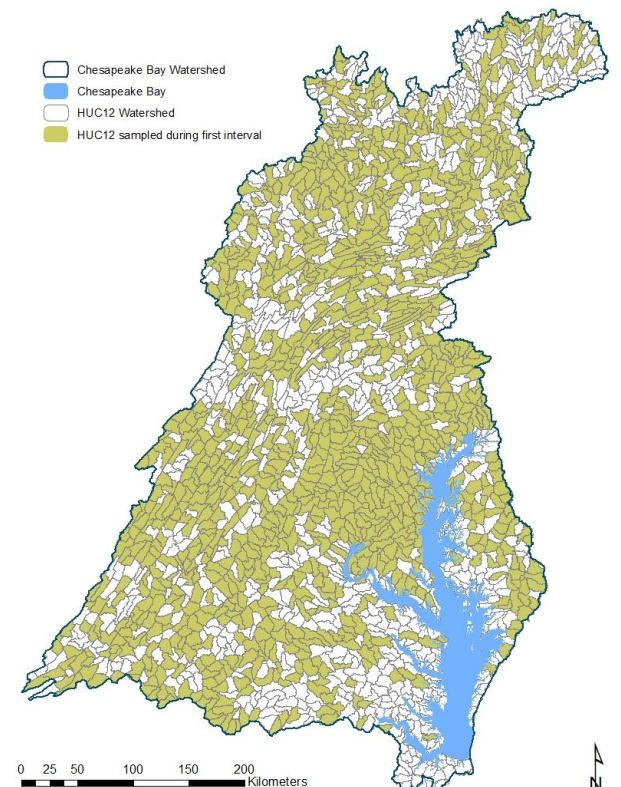 Chesapeake Bay Watershed
Chesapeake Bay
HUC12 Watershed
HUC12 sampled during first interval
0 25 50 100 150 200
Kilometers
N